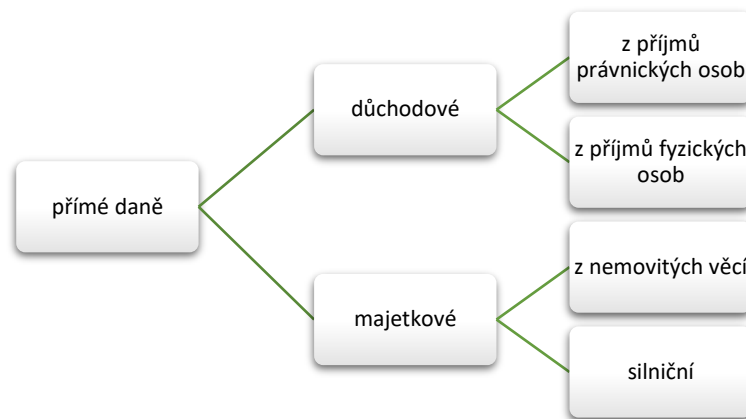 přímé daně
důchodové
z příjmů
právnických osob
z příjmů fyzických
osob
majetkové
z nemovitých věcí
silniční